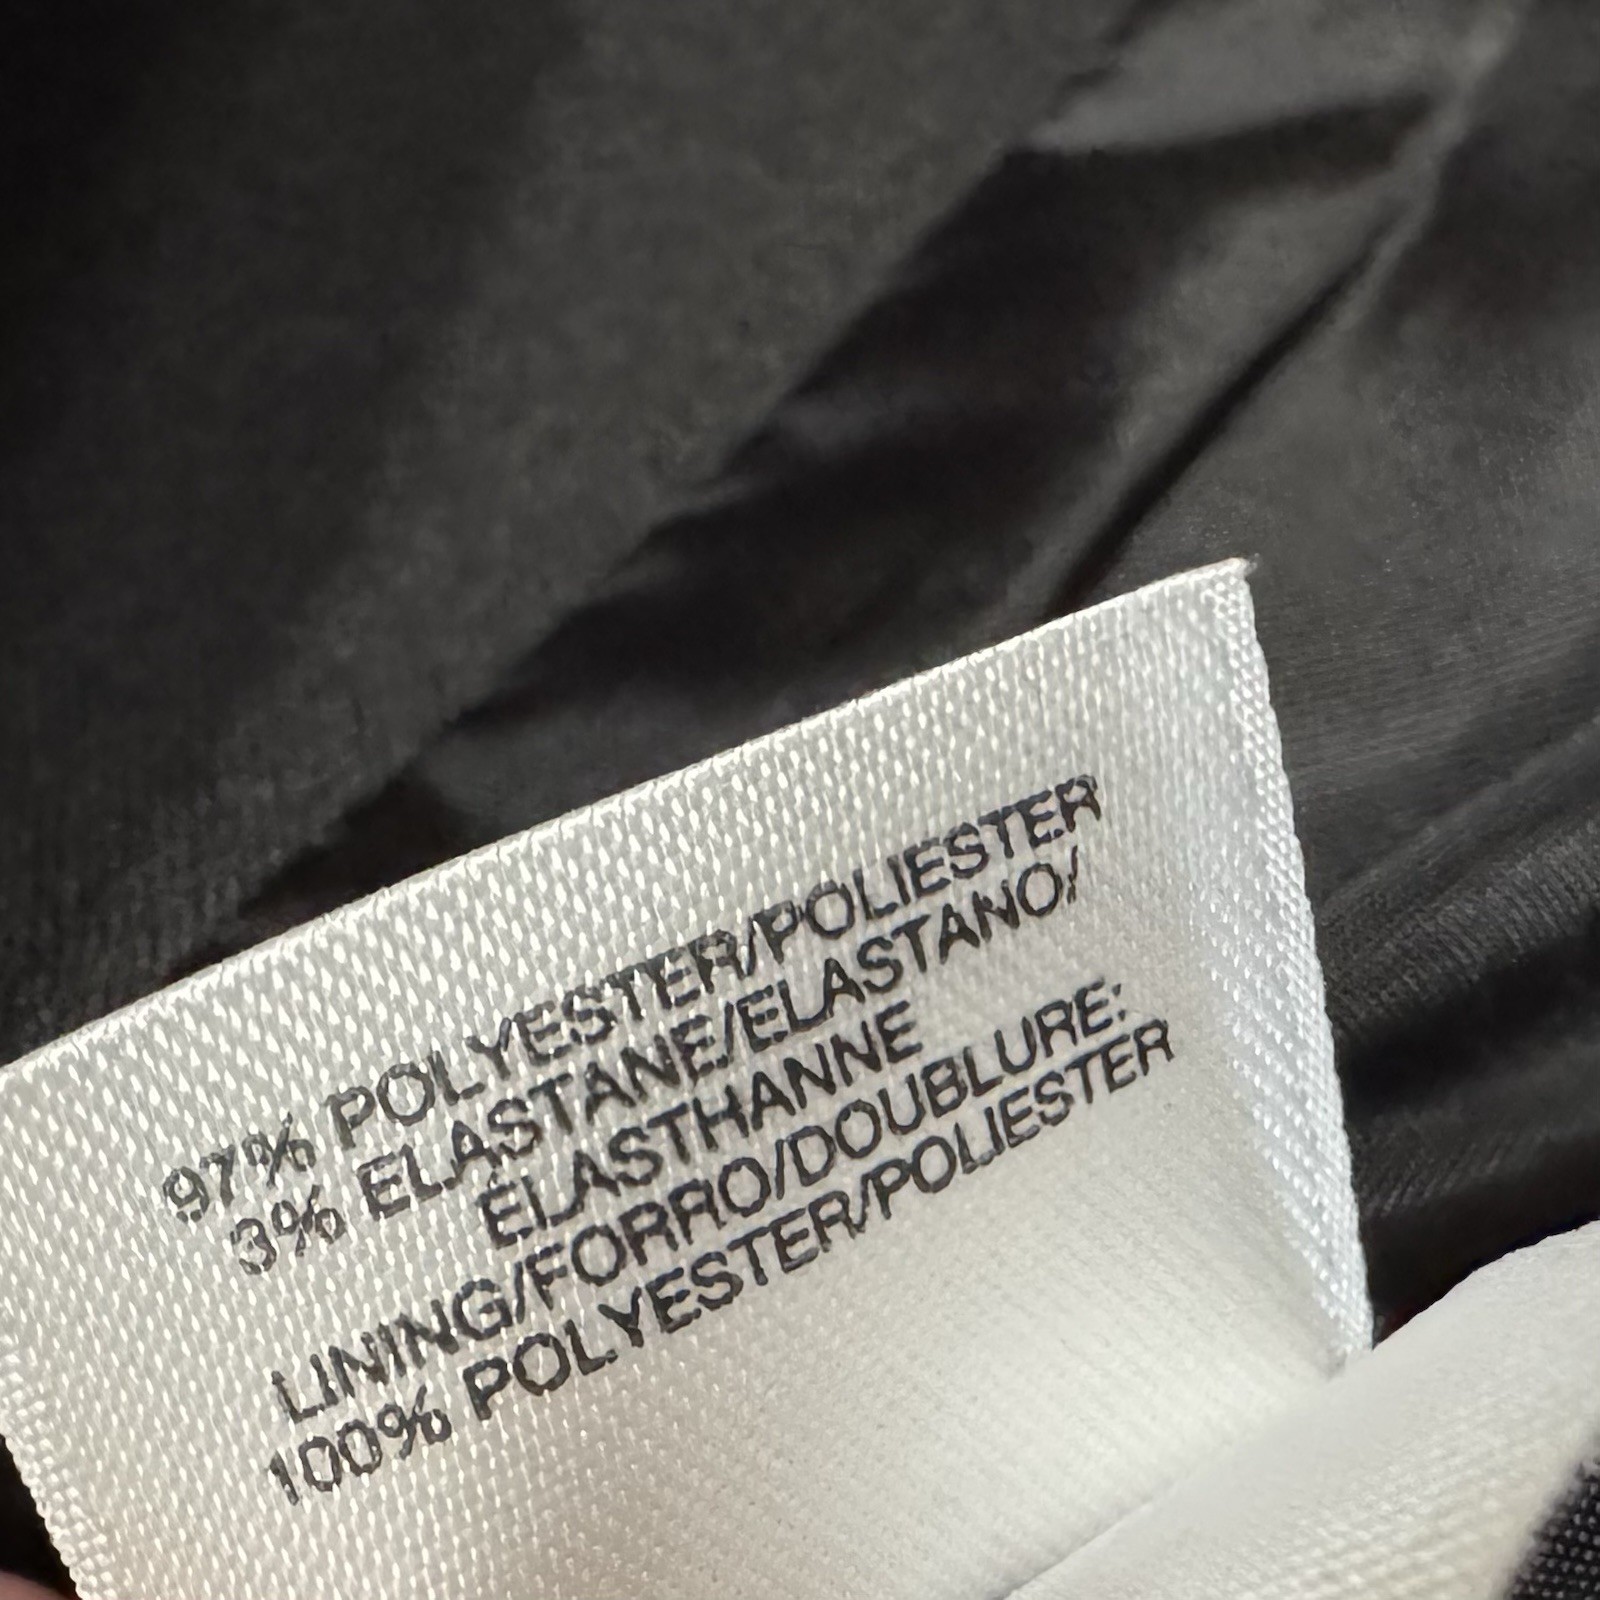 97% POLYESTER/POLIESTER
3% ELASTANE/ELASTANO/
ÉLASTHANNE
LINING/FORRO/DOUBLURE:
100% POLYESTER/POLIESTER